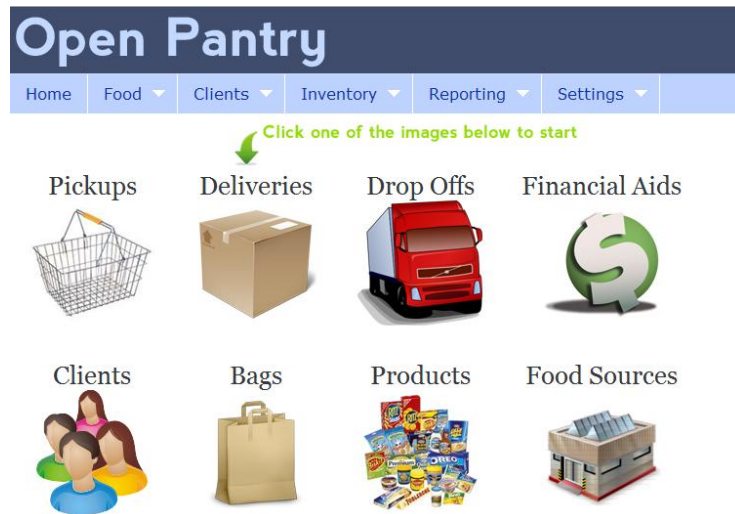 Open Pantry
Home Food Clients Inventory Reporting Settings
Click one of the images below to start
Pickups Deliveries Drop Offs Financial Aids
Clients Bags Products Food Sources
OREO